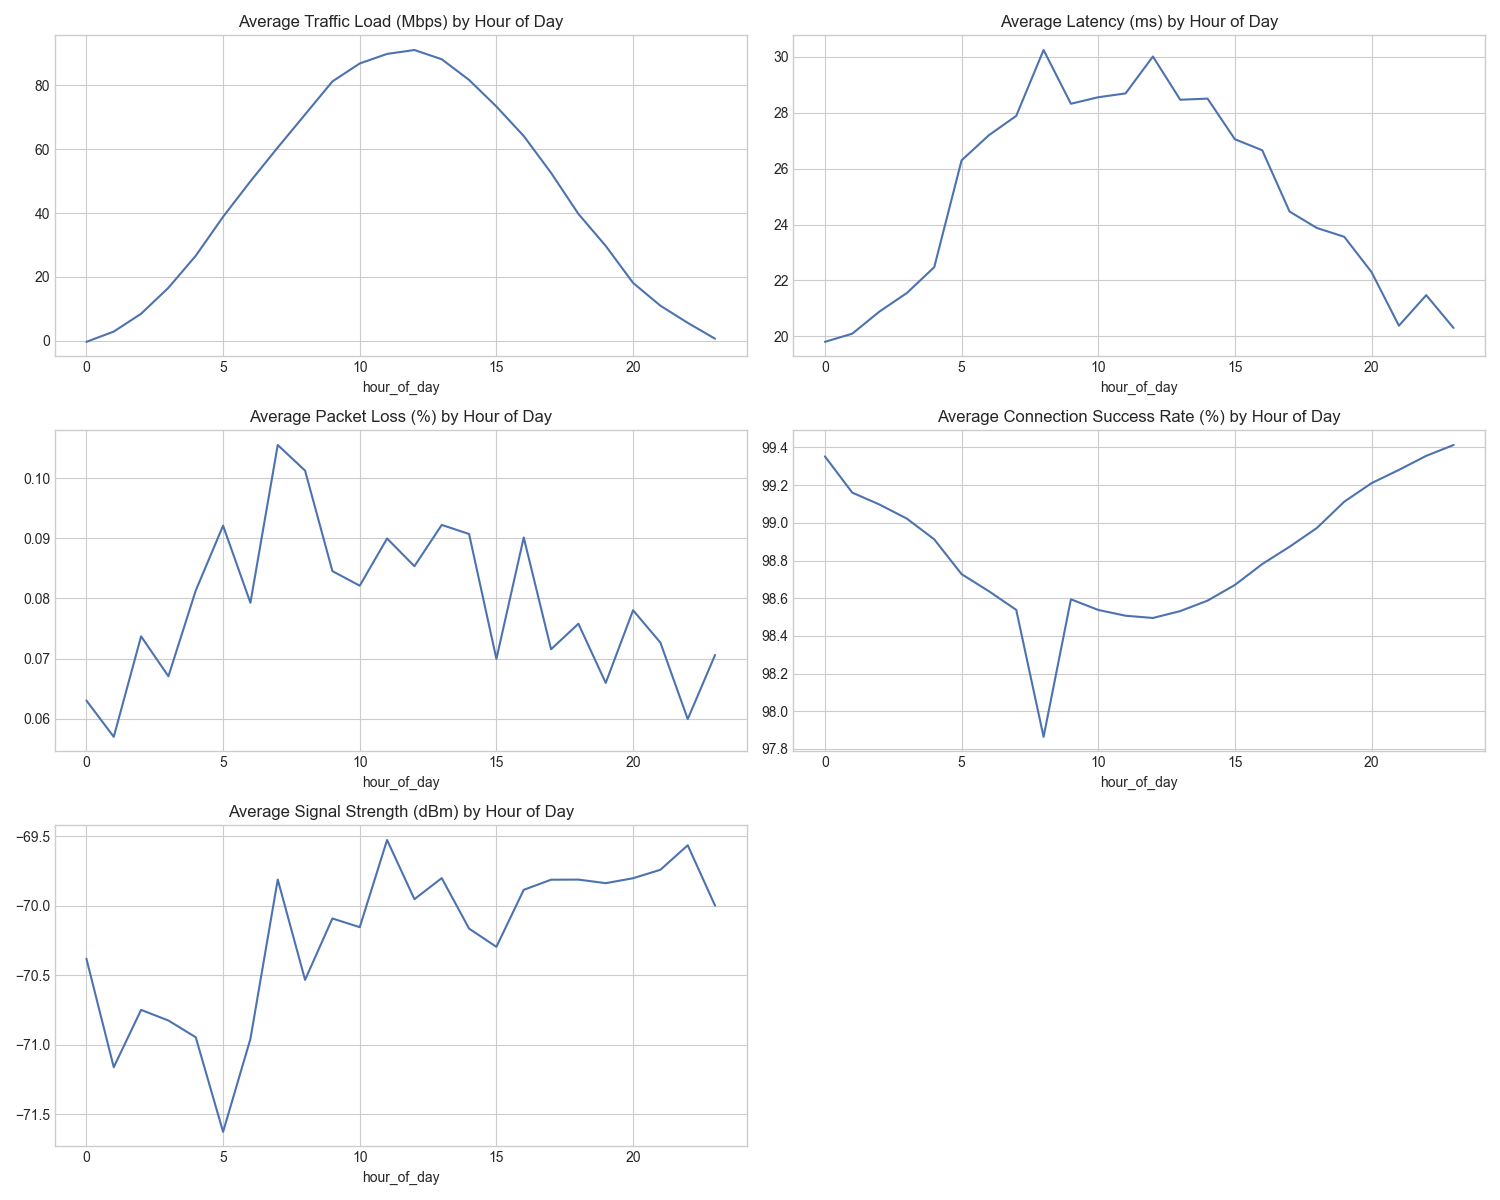 Average Traffic Load (Mbps) by Hour of Day
80
60
40
20
0
0 5 10 15 20
hour_of_day
Average Latency (ms) by Hour of Day
30
28
26
24
22
20
0 5 10 15 20
hour_of_day
Average Packet Loss (%) by Hour of Day
0.10
0.09
0.08
0.07
0.06
0 5 10 15 20
hour_of_day
Average Connection Success Rate (%) by Hour of Day
99.4
99.2
99.0
98.8
98.6
98.4
98.2
98.0
97.8
0 5 10 15 20
hour_of_day
Average Signal Strength (dBm) by Hour of Day
−69.5
−70.0
−70.5
−71.0
−71.5
0 5 10 15 20
hour_of_day